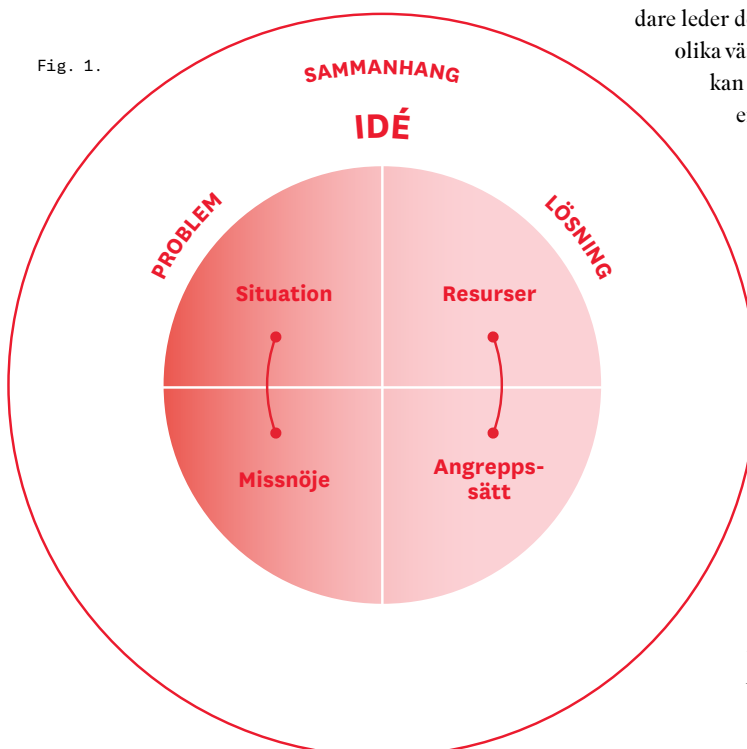 Fig. 1.
dare leder d
olika vä
kan
e
SAMMANHANG
IDÉ
PROBLEM
LÖSNING
Situation
Resurser
Missnöje
Angrepps-
sätt